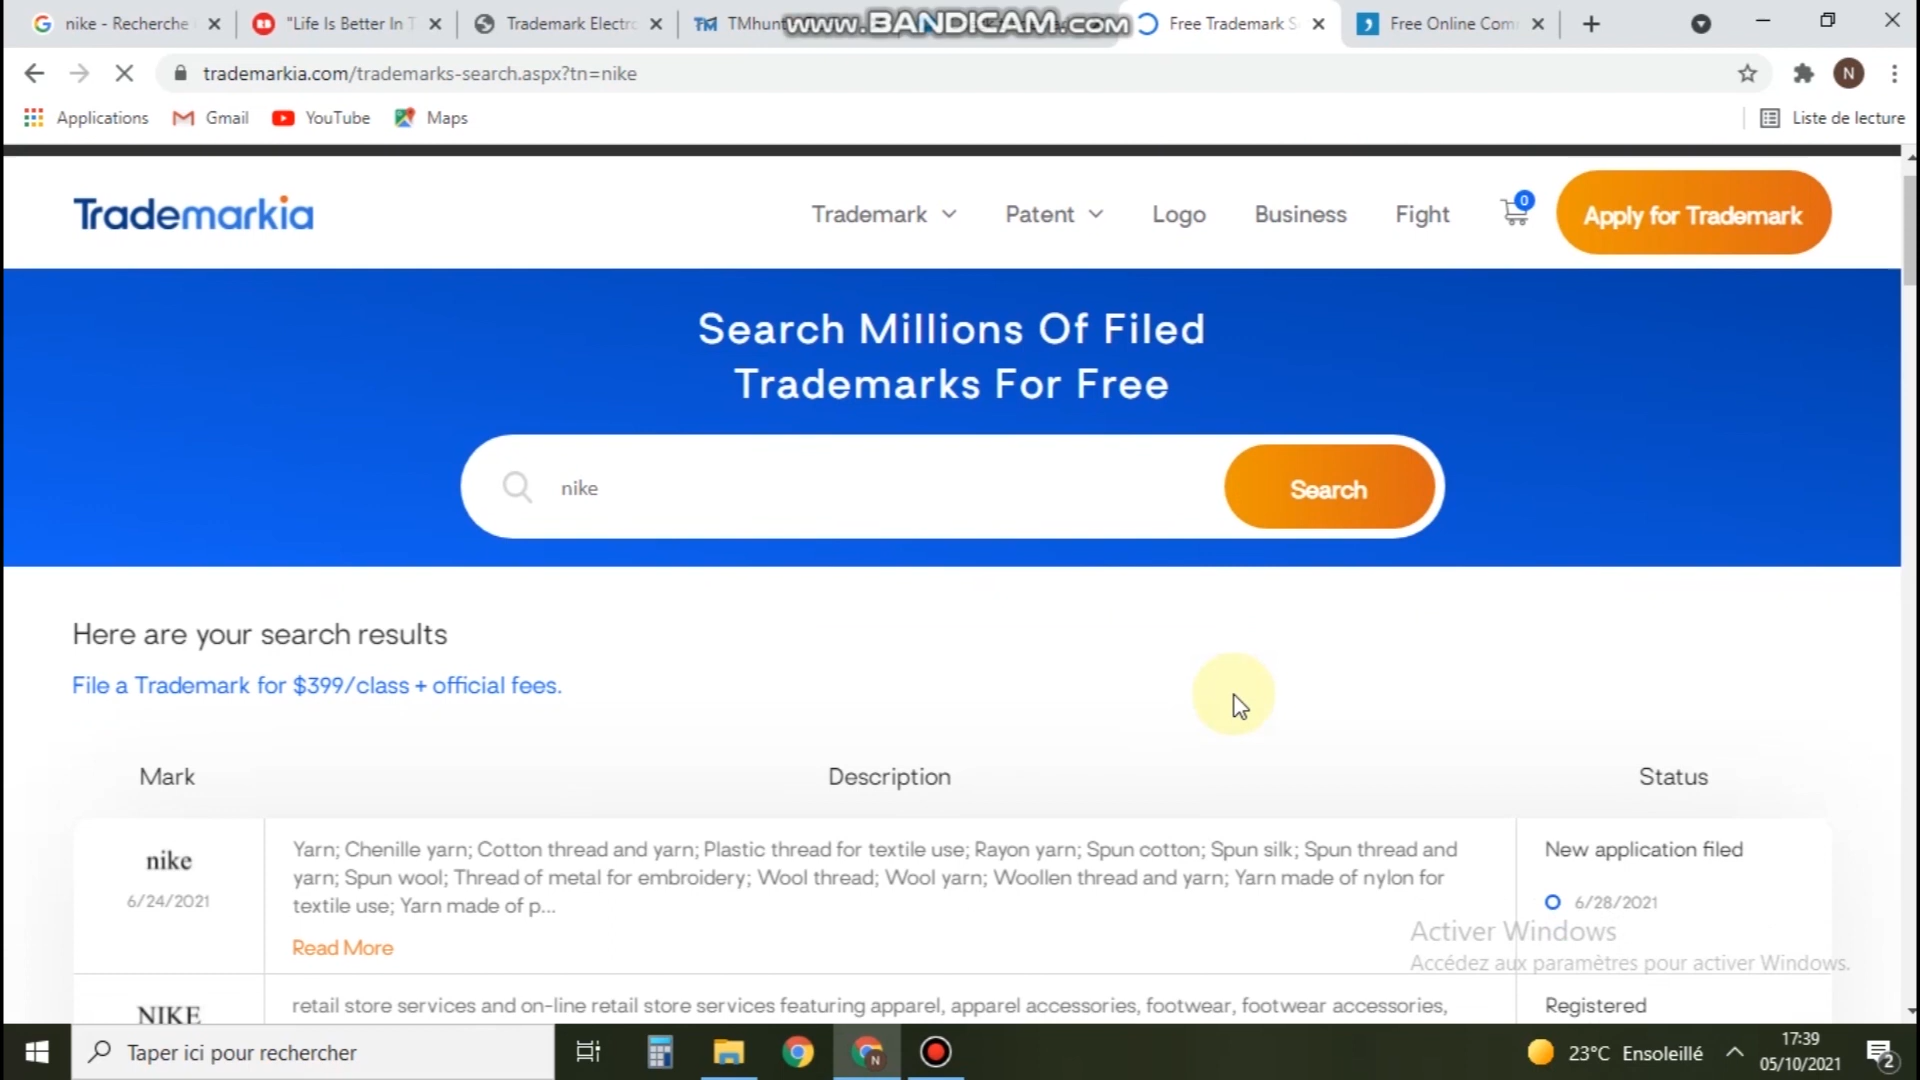 nike - Recherche
"Life Is Better In T
Trademark Electro
TM TMhunt
www.BANDICAM.com
Free Trademark S
Free Online Com
trademarkia.com/trademarks-search.aspx?tn=nike
N
Applications
Gmail
YouTube
Maps
Liste de lecture
Trademarkia
Trademark
Patent
Logo
Business
Fight
0
Apply for Trademark
Search Millions Of Filed
Trademarks For Free
nike
Search
Here are your search results
File a Trademark for $399/class + official fees.
Mark
Description
Status
nike
6/24/2021
Yarn; Chenille yarn; Cotton thread and yarn; Plastic thread for textile use; Rayon yarn; Spun cotton; Spun silk; Spun thread and
yarn; Spun wool; Thread of metal for embroidery; Wool thread; Wool yarn; Woollen thread and yarn; Yarn made of nylon for
textile use; Yarn made of p...
Read More
New application filed
6/28/2021
Activer Windows
Accédez aux paramètres pour activer Windows.
NIKE
retail store services and on-line retail store services featuring apparel, apparel accessories, footwear, footwear accessories,
Registered
Taper ici pour rechercher
N
23°C Ensoleillé
17:39
05/10/2021
2